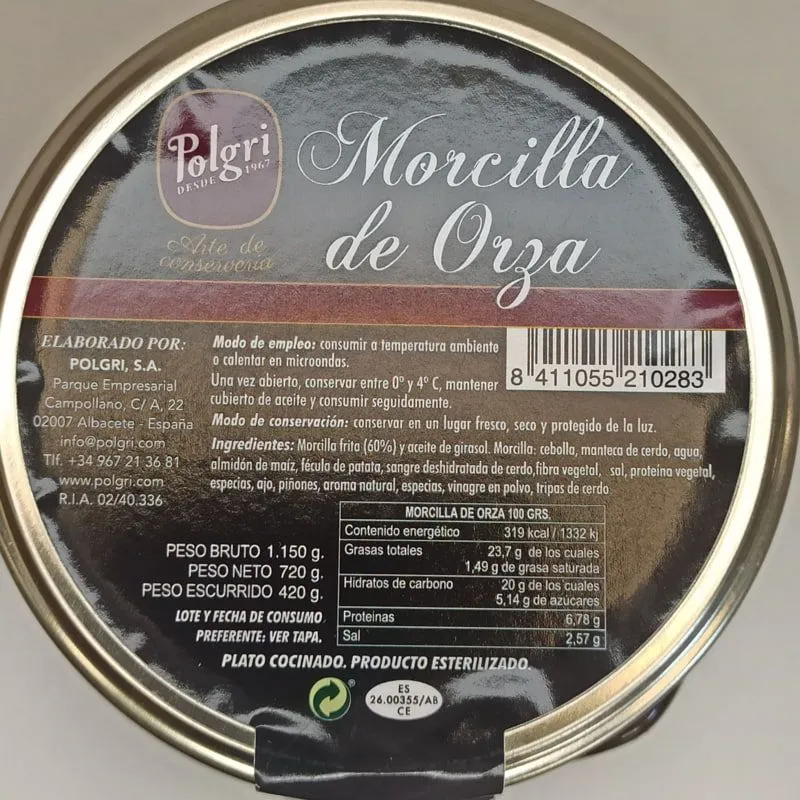 Polgri
DESDE 1967
Arte de
conservería
Morcilla
de Orza
ELABORADO POR:
POLGRI, S.A.
Parque Empresarial
Campollano, C/ A, 22
02007 Albacete - España
info@polgri.com
Tlf. +34 967 21 36 81
www.polgri.com
R.I.A. 02/40.336
Modo de empleo: consumir a temperatura ambiente
o calentar en microondas.
Una vez abierto, conservar entre 0º y 4º C, mantener
cubierto de aceite y consumir seguidamente.
8 411055 210283
Modo de conservación: conservar en un lugar fresco, seco y protegido de la luz.
Ingredientes: Morcilla frita (60%) y aceite de girasol. Morcilla: cebolla, manteca de cerdo, agua,
almidón de maíz, fécula de patata, sangre deshidratada de cerdo,fibra vegetal, sal, proteína vegetal,
especias, ajo, piñones, aroma natural, especias, vinagre en polvo, tripas de cerdo
MORCILLA DE ORZA 100 GRS.
Contenido energético 319 kcal / 1332 kj
Grasas totales 23,7 g de los cuales
1,49 g de grasa saturada
Hidratos de carbono 20 g de los cuales
5,14 g de azúcares
Proteinas 6,78 g
Sal 2,57 g
PESO BRUTO 1.150 g.
PESO NETO 720 g.
PESO ESCURRIDO 420 g.
LOTE Y FECHA DE CONSUMO
PREFERENTE: VER TAPA.
PLATO COCINADO. PRODUCTO ESTERILIZADO.
ES
26.00355/AB
CE